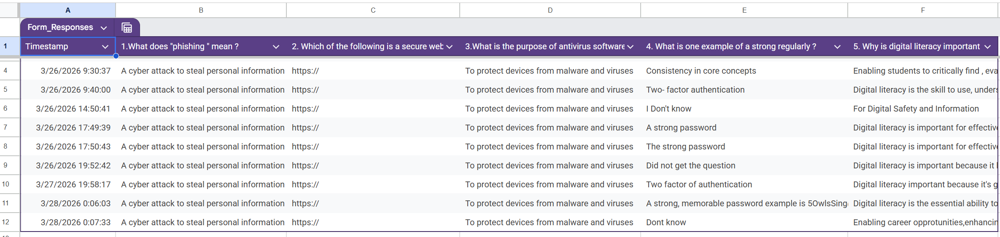 A B C D E F
Form_Responses
1 Timestamp 1.What does "phishing " mean ? 2. Which of the following is a secure web 3.What is the purpose of antivirus software 4. What is one example of a strong regularly ? 5. Why is digital literacy important
4 3/26/2026 9:30:37 A cyber attack to steal personal information https:// To protect devices from malware and viruses Consistency in core concepts Enabling students to critically find , eva
5 3/26/2026 9:40:00 A cyber attack to steal personal information https:// To protect devices from malware and viruses Two- factor authentication Digital literacy is the skill to use, unders
6 3/26/2026 14:50:41 A cyber attack to steal personal information https:// To protect devices from malware and viruses I Don't know For Digital Safety and Information
7 3/26/2026 17:49:39 A cyber attack to steal personal information https:// To protect devices from malware and viruses A strong password Digital literacy is important for effective
8 3/26/2026 17:50:43 A cyber attack to steal personal information https:// To protect devices from malware and viruses The strong password Digital literacy is important for effective
9 3/26/2026 19:52:42 A cyber attack to steal personal information https:// To protect devices from malware and viruses Did not get the question Digital literacy is important because it
10 3/27/2026 19:58:17 A cyber attack to steal personal information https:// To protect devices from malware and viruses Two factor of authentication Digital literacy important because it's g
11 3/28/2026 0:06:03 A cyber attack to steal personal information https:// To protect devices from malware and viruses A strong, memorable password example is 5OwlsSing Digital literacy is the essential ability to
12 3/28/2026 0:07:33 A cyber attack to steal personal information https:// To protect devices from malware and viruses Dont know Enabling career opprotunities,enhancin